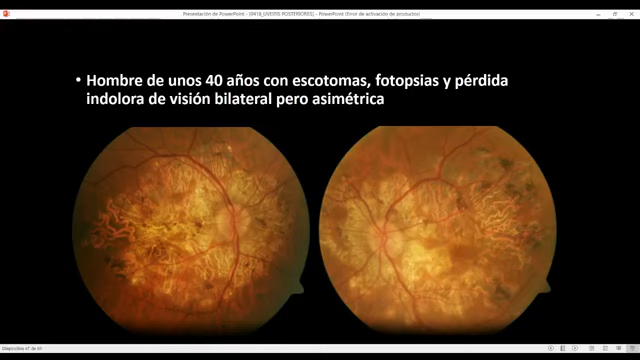 Presentación de PowerPoint - [0418_UVEITIS POSTERIORES] - PowerPoint (Error de activación de productos)
• Hombre de unos 40 años con escotomas, fotopsias y pérdida
indolora de visión bilateral pero asimétrica